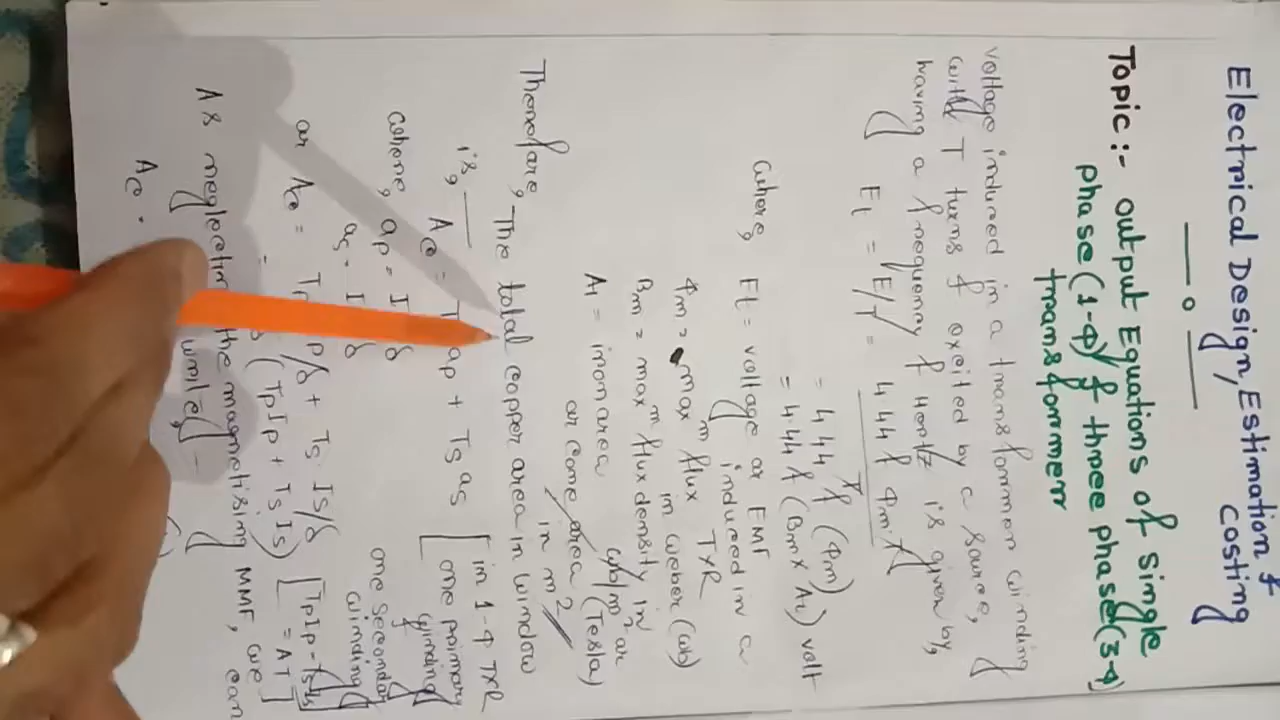 Electrical Design, Estimation &
Costing
Topic:- output Equations of Single
phase (1-φ) & three phase (3-φ)
transformer
voltage induced in a transformer winding
with T turns & excited by a source,
having a frequency f Hertz is given by,
Et = E/T = 4.44 f Φm
= 4.44 f (Φm)
= 4.44 f (Bm x Ai) volt
where, Et = voltage or EMF
induced in a
TXR
Φm = max^m flux
in weber (wb)
Bm = max^m flux density in
wb/m² or (Tesla)
Ai = iron area
or core area
in m²
Therefore, The total copper area in window
is, Ac = ap + Ts as
in 1-φ TXR
one primary
winding &
one secondary
winding
where, ap =
as =
or Ac = /δ + Ts. Is/δ
= (TpIp + TsIs)
[TpIp = TsIs
= AT]
As the magnetising MMF, we can
write,
Ac